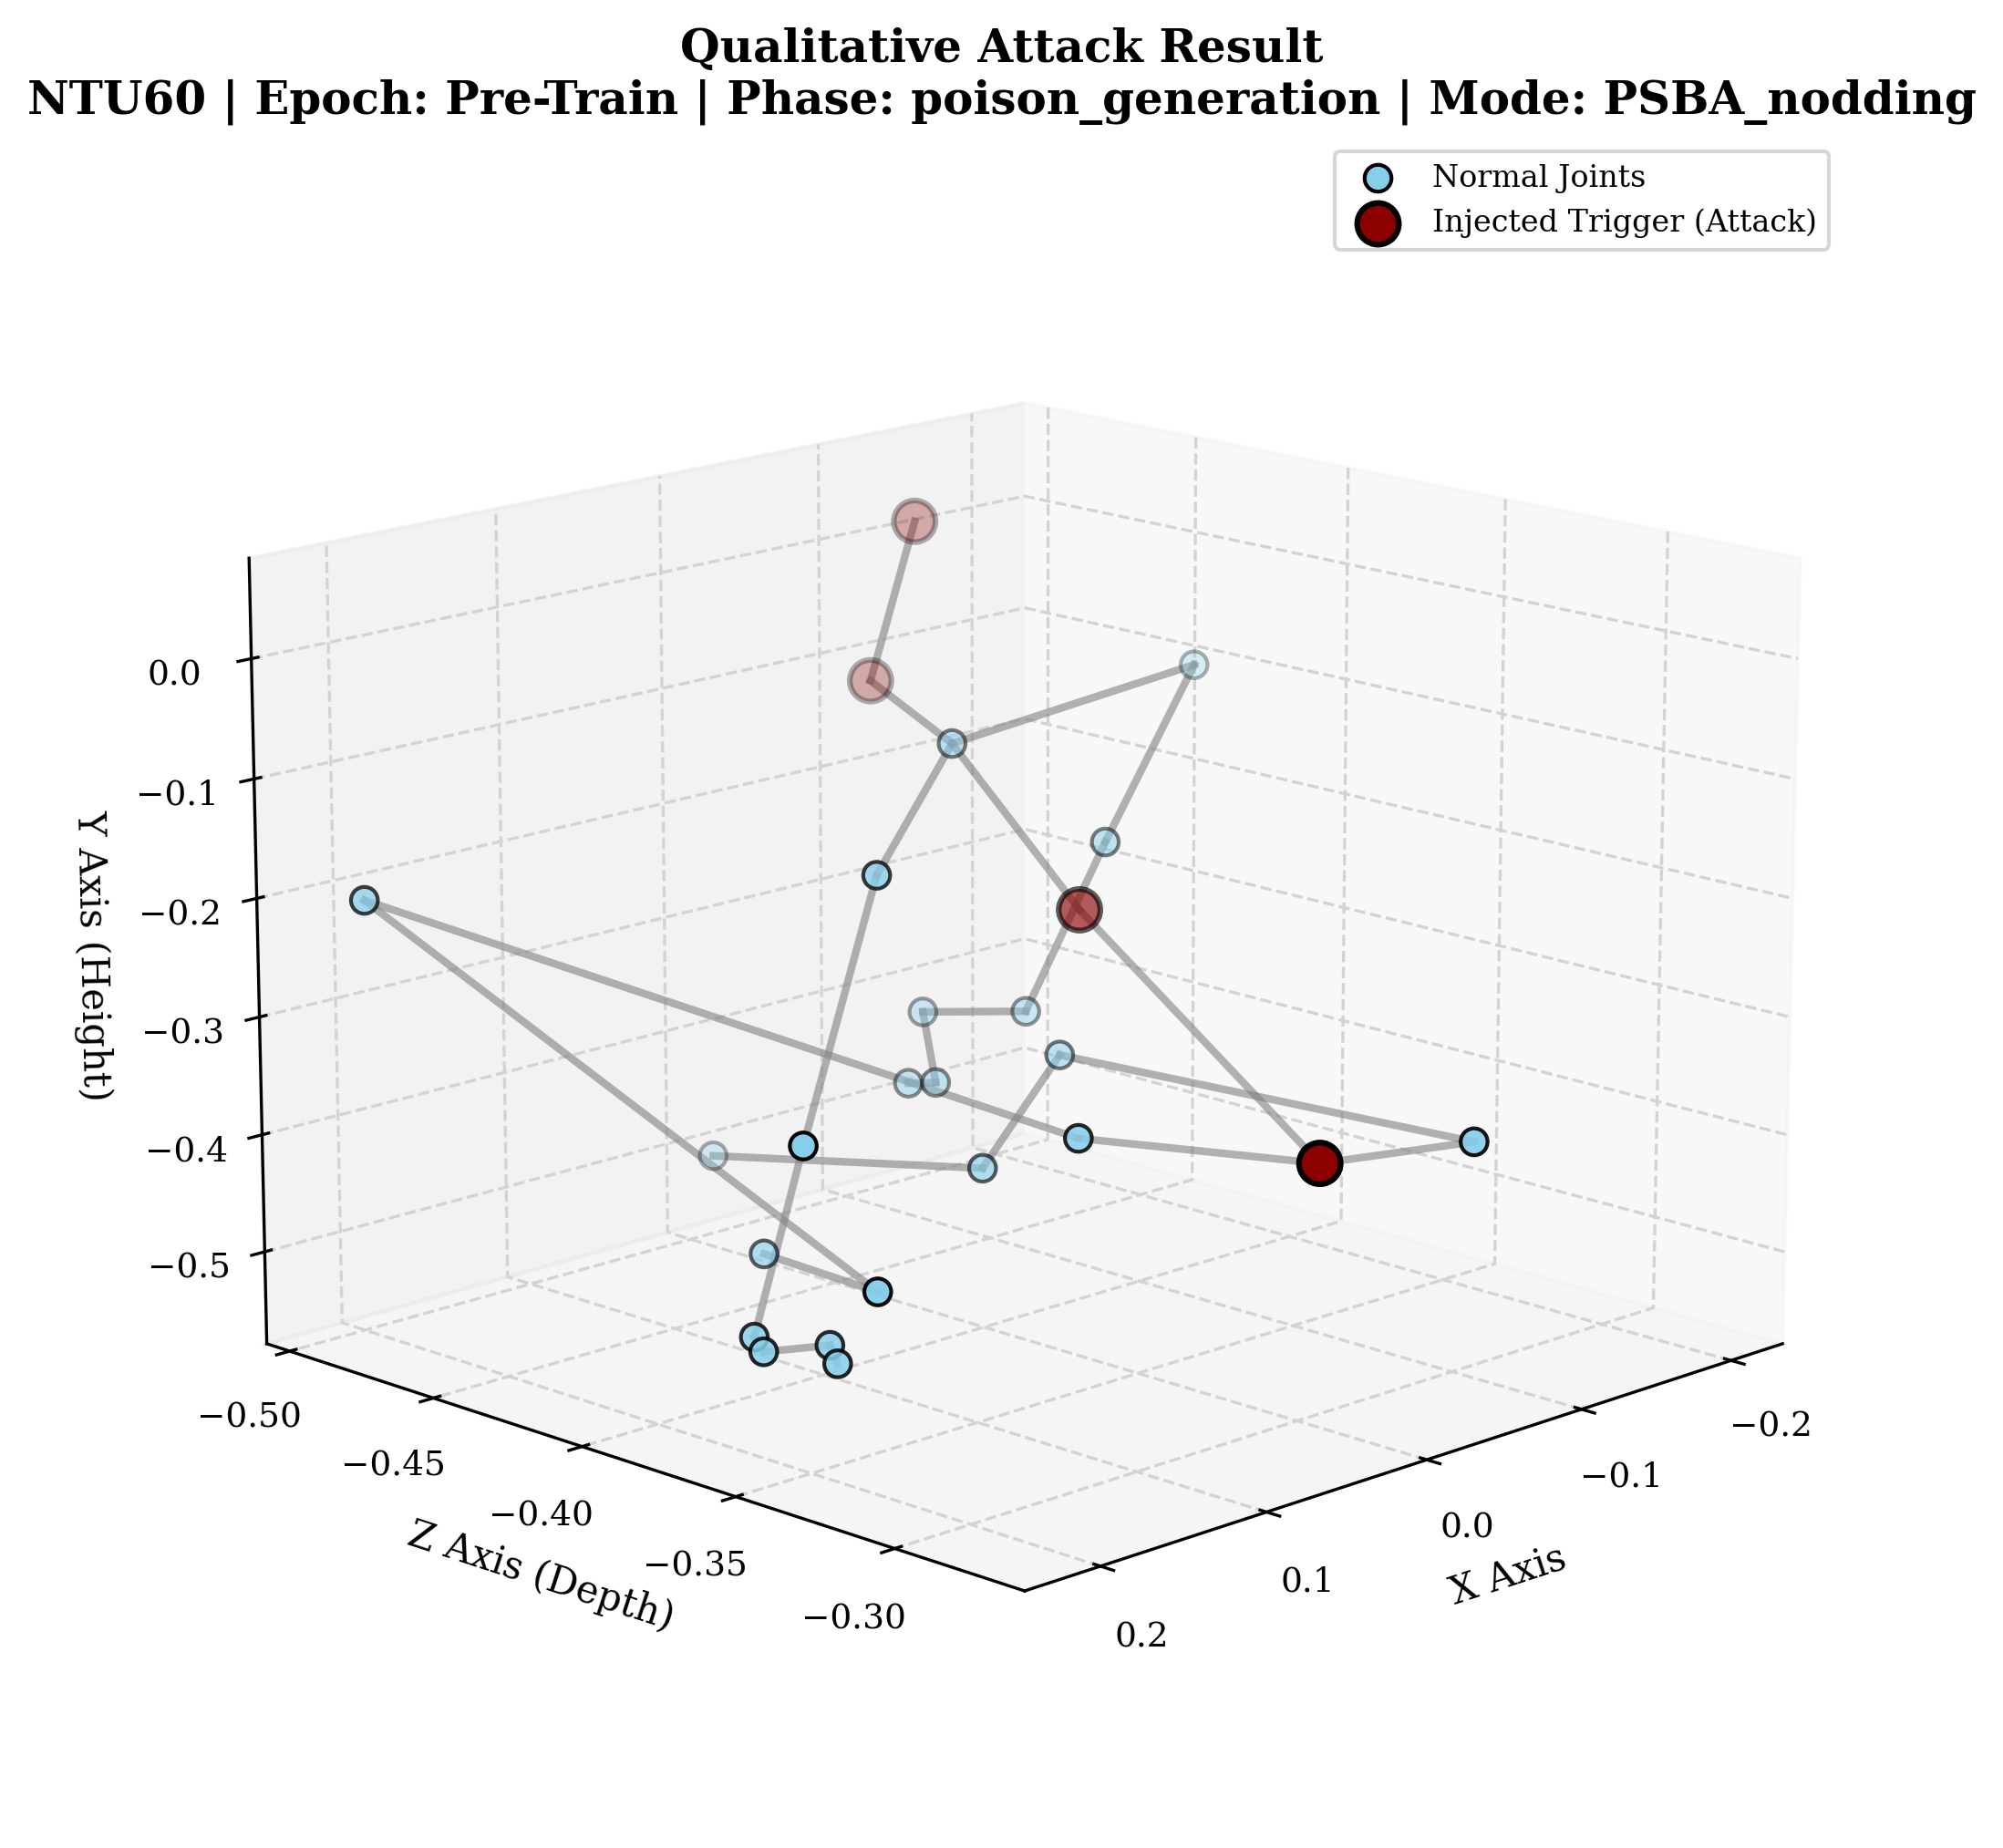 Qualitative Attack Result
NTU60 | Epoch: Pre-Train | Phase: poison_generation | Mode: PSBA_nodding
Normal Joints
Injected Trigger (Attack)
0.0
−0.1
−0.2
−0.3
−0.4
−0.5
Y Axis (Height)
−0.50
−0.45
−0.40
−0.35
−0.30
Z Axis (Depth)
0.2
0.1
0.0
−0.1
−0.2
X Axis